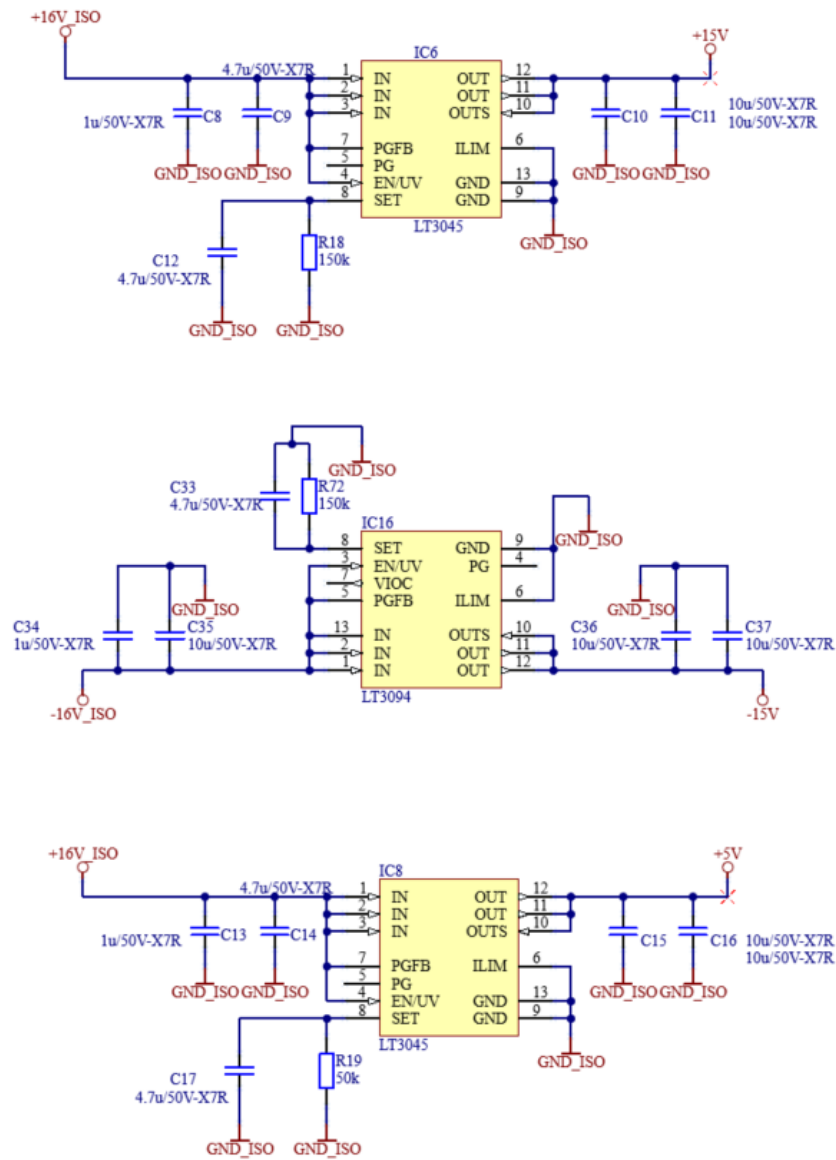 +16V_ISO
+15V
IC6
4.7u/50V-X7R
1 IN OUT 12
2 IN OUT 11
3 IN OUTS 10
1u/50V-X7R C8 C9
C10 C11 10u/50V-X7R
10u/50V-X7R
7 PGFB ILIM 6
5 PG
4 EN/UV GND 13
8 SET GND 9
GND_ISO GND_ISO
GND_ISO GND_ISO
LT3045
GND_ISO
C12
4.7u/50V-X7R
R18
150k
GND_ISO GND_ISO
GND_ISO
C33
4.7u/50V-X7R
R72
150k
IC16
GND_ISO
8 SET GND 9
3 EN/UV PG 4
7 VIOC
5 PGFB ILIM 6
13 IN OUTS 10
2 IN OUT 11
1 IN OUT 12
GND_ISO
GND_ISO
C34
1u/50V-X7R
C35
10u/50V-X7R
C36
10u/50V-X7R
C37
10u/50V-X7R
LT3094
-16V_ISO
-15V
+16V_ISO
+5V
IC8
4.7u/50V-X7R
1 IN OUT 12
2 IN OUT 11
3 IN OUTS 10
1u/50V-X7R C13 C14
C15 C16 10u/50V-X7R
10u/50V-X7R
7 PGFB ILIM 6
5 PG
4 EN/UV GND 13
8 SET GND 9
GND_ISO GND_ISO
GND_ISO GND_ISO
LT3045
GND_ISO
C17
4.7u/50V-X7R
R19
50k
GND_ISO GND_ISO